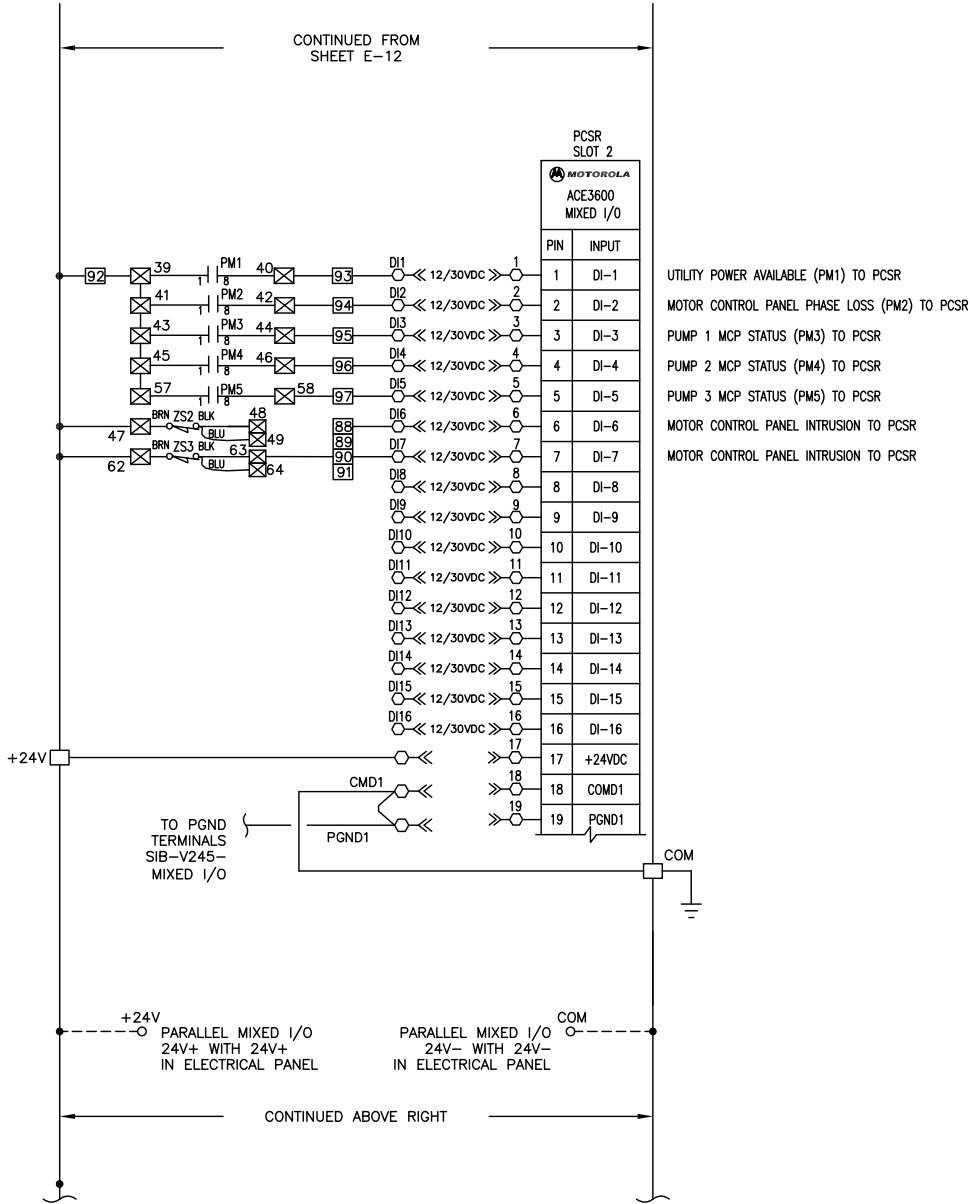 CONTINUED FROM
SHEET E-12
PCSR
SLOT 2
MOTOROLA
ACE3600
MIXED I/O
PIN INPUT
92 39 1 PM1 8 40 93 DI1 12/30VDC 1 1 DI-1 UTILITY POWER AVAILABLE (PM1) TO PCSR
41 1 PM2 8 42 94 DI2 12/30VDC 2 2 DI-2 MOTOR CONTROL PANEL PHASE LOSS (PM2) TO PCSR
43 1 PM3 8 44 95 DI3 12/30VDC 3 3 DI-3 PUMP 1 MCP STATUS (PM3) TO PCSR
45 1 PM4 8 46 96 DI4 12/30VDC 4 4 DI-4 PUMP 2 MCP STATUS (PM4) TO PCSR
57 1 PM5 8 58 97 DI5 12/30VDC 5 5 DI-5 PUMP 3 MCP STATUS (PM5) TO PCSR
47 BRN ZS2 BLK 48 88 DI6 12/30VDC 6 6 DI-6 MOTOR CONTROL PANEL INTRUSION TO PCSR
BLU 49 89
62 BRN ZS3 BLK 63 90 DI7 12/30VDC 7 7 DI-7 MOTOR CONTROL PANEL INTRUSION TO PCSR
BLU 64 91
DI8 12/30VDC 8 8 DI-8
DI9 12/30VDC 9 9 DI-9
DI10 12/30VDC 10 10 DI-10
DI11 12/30VDC 11 11 DI-11
DI12 12/30VDC 12 12 DI-12
DI13 12/30VDC 13 13 DI-13
DI14 12/30VDC 14 14 DI-14
DI15 12/30VDC 15 15 DI-15
DI16 12/30VDC 16 16 DI-16
+24V 17 17 +24VDC
CMD1 18 18 COMD1
PGND1 19 19 PGND1
TO PGND
TERMINALS
SIB-V245-
MIXED I/O
COM
+24V
PARALLEL MIXED I/O
24V+ WITH 24V+
IN ELECTRICAL PANEL
COM
PARALLEL MIXED I/O
24V- WITH 24V-
IN ELECTRICAL PANEL
CONTINUED ABOVE RIGHT